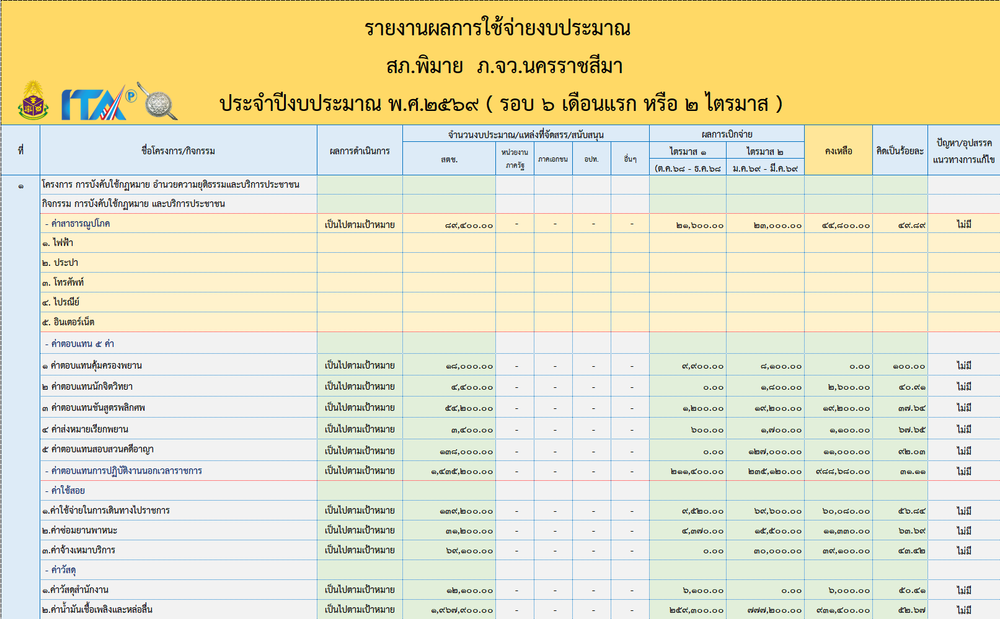 รายงานผลการใช้จ่ายงบประมาณ
สภ.พิมาย ภ.จว.นครราชสีมา
ITA P
ประจำปีงบประมาณ พ.ศ.๒๕๖๙ ( รอบ ๖ เดือนแรก หรือ ๒ ไตรมาส )
ที่ ชื่อโครงการ/กิจกรรม ผลการดำเนินการ จำนวนงบประมาณ/แหล่งที่จัดสรร/สนับสนุน ผลการเบิกจ่าย คงเหลือ คิดเป็นร้อยละ ปัญหา/อุปสรรค แนวทางการแก้ไข
สตช. หน่วยงานภาครัฐ ภาคเอกชน อปท. อื่นๆ ไตรมาส ๑ ไตรมาส ๒
(ต.ค.๖๘ - ธ.ค.๖๘ ม.ค.๖๙ - มี.ค.๖๙
๑ โครงการ การบังคับใช้กฎหมาย อำนวยความยุติธรรมและบริการประชาชน
กิจกรรม การบังคับใช้กฎหมาย และบริการประชาชน
- ค่าสาธารณูปโภค เป็นไปตามเป้าหมาย ๘๙,๔๐๐.๐๐ - - - - ๒๑,๖๐๐.๐๐ ๒๓,๐๐๐.๐๐ ๔๔,๘๐๐.๐๐ ๔๙.๘๙ ไม่มี
๑. ไฟฟ้า
๒. ประปา
๓. โทรศัพท์
๔. ไปรณีย์
๕. อินเตอร์เน็ต
- ค่าตอบแทน ๕ ค่า
๑ ค่าตอบแทนคุ้มครองพยาน เป็นไปตามเป้าหมาย ๑๘,๐๐๐.๐๐ - - - - ๙,๙๐๐.๐๐ ๘,๑๐๐.๐๐ ๐.๐๐ ๑๐๐.๐๐ ไม่มี
๒ ค่าตอบแทนนักจิตวิทยา เป็นไปตามเป้าหมาย ๔,๔๐๐.๐๐ - - - - ๐.๐๐ ๑,๘๐๐.๐๐ ๒,๖๐๐.๐๐ ๔๐.๙๑ ไม่มี
๓ ค่าตอบแทนชันสูตรพลิกศพ เป็นไปตามเป้าหมาย ๕๔,๒๐๐.๐๐ - - - - ๑,๒๐๐.๐๐ ๑๙,๒๐๐.๐๐ ๑๙,๒๐๐.๐๐ ๓๗.๖๔ ไม่มี
๔ ค่าส่งหมายเรียกพยาน เป็นไปตามเป้าหมาย ๓,๔๐๐.๐๐ - - - - ๖๐๐.๐๐ ๑,๗๐๐.๐๐ ๑,๑๐๐.๐๐ ๖๗.๖๕ ไม่มี
๕ ค่าตอบแทนสอบสวนคดีอาญา เป็นไปตามเป้าหมาย ๑๓๘,๐๐๐.๐๐ - - - - ๐.๐๐ ๑๒๗,๐๐๐.๐๐ ๑๑,๐๐๐.๐๐ ๙๒.๐๓ ไม่มี
- ค่าตอบแทนการปฏิบัติงานนอกเวลาราชการ เป็นไปตามเป้าหมาย ๑,๔๓๕,๒๐๐.๐๐ - - - - ๒๑๑,๔๐๐.๐๐ ๒๓๕,๑๒๐.๐๐ ๙๘๘,๖๘๐.๐๐ ๓๑.๑๑ ไม่มี
- ค่าใช้สอย
๑.ค่าใช้จ่ายในการเดินทางไปราชการ เป็นไปตามเป้าหมาย ๑๓๙,๒๐๐.๐๐ - - - - ๙,๕๒๐.๐๐ ๖๙,๖๐๐.๐๐ ๖๐,๐๘๐.๐๐ ๕๖.๘๔ ไม่มี
๒.ค่าซ่อมยานพาหนะ เป็นไปตามเป้าหมาย ๓๑,๒๐๐.๐๐ - - - - ๔,๓๗๐.๐๐ ๑๕,๕๐๐.๐๐ ๑๑,๓๓๐.๐๐ ๖๓.๖๙ ไม่มี
๓.ค่าจ้างเหมาบริการ เป็นไปตามเป้าหมาย ๖๙,๑๐๐.๐๐ - - - - ๐.๐๐ ๓๐,๐๐๐.๐๐ ๓๙,๑๐๐.๐๐ ๔๓.๔๒ ไม่มี
- ค่าวัสดุ
๑.ค่าวัสดุสำนักงาน เป็นไปตามเป้าหมาย ๑๒,๑๐๐.๐๐ - - - - ๖,๑๐๐.๐๐ ๐.๐๐ ๖,๐๐๐.๐๐ ๕๐.๔๑ ไม่มี
๒.ค่าน้ำมันเชื้อเพลิงและหล่อลื่น เป็นไปตามเป้าหมาย ๑,๙๖๗,๙๐๐.๐๐ - - - - ๒๕๙,๓๐๐.๐๐ ๗๗๗,๒๐๐.๐๐ ๙๓๑,๔๐๐.๐๐ ๕๒.๖๗ ไม่มี